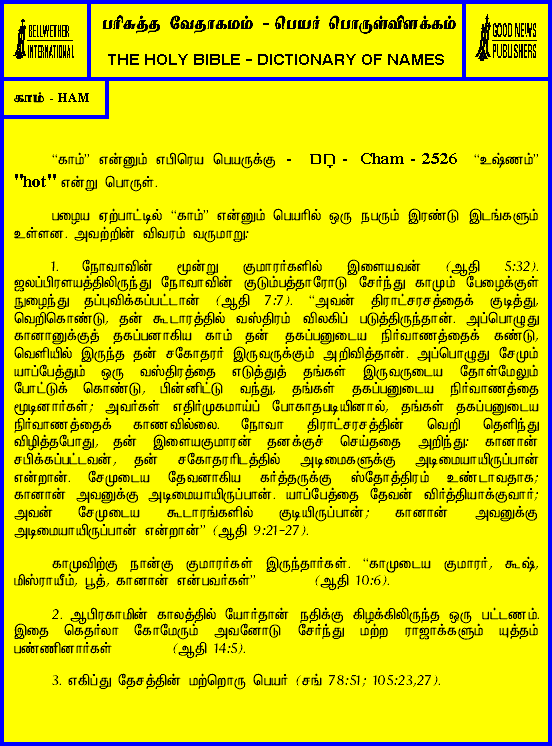 BELLWETHER
INTERNATIONAL
பரிசுத்த வேதாகமம் - பெயர் பொருள்விளக்கம்
THE HOLY BIBLE - DICTIONARY OF NAMES
GOOD NEWS
PUBLISHERS
காம் - HAM
“காம்” என்னும் எபிரெய பெயருக்கு - חָם - Cham - 2526 “உஷ்ணம்”
"hot" என்று பொருள்.
பழைய ஏற்பாட்டில் “காம்” என்னும் பெயரில் ஒரு நபரும் இரண்டு இடங்களும்
உள்ளன. அவற்றின் விவரம் வருமாறு:
1. நோவாவின் மூன்று குமாரர்களில் இளையவன் (ஆதி 5:32).
ஜலப்பிரளயத்திலிருந்து நோவாவின் குடும்பத்தாரோடு சேர்ந்து காமும் பேழைக்குள்
நுழைந்து தப்புவிக்கப்பட்டான் (ஆதி 7:7). “அவன் திராட்சரசத்தைக் குடித்து,
வெறிகொண்டு, தன் கூடாரத்தில் வஸ்திரம் விலகிப் படுத்திருந்தான். அப்பொழுது
கானானுக்குத் தகப்பனாகிய காம் தன் தகப்பனுடைய நிர்வாணத்தைக் கண்டு,
வெளியில் இருந்த தன் சகோதரர் இருவருக்கும் அறிவித்தான். அப்பொழுது சேமும்
யாப்பேத்தும் ஒரு வஸ்திரத்தை எடுத்துத் தங்கள் இருவருடைய தோள்மேலும்
போட்டுக் கொண்டு, பின்னிட்டு வந்து, தங்கள் தகப்பனுடைய நிர்வாணத்தை
மூடினார்கள்; அவர்கள் எதிர்முகமாய்ப் போகாதபடியினால், தங்கள் தகப்பனுடைய
நிர்வாணத்தைக் காணவில்லை. நோவா திராட்சரசத்தின் வெறி தெளிந்து
விழித்தபோது, தன் இளையகுமாரன் தனக்குச் செய்ததை அறிந்து: கானான்
சபிக்கப்பட்டவன், தன் சகோதரரிடத்தில் அடிமைகளுக்கு அடிமையாயிருப்பான்
என்றான். சேமுடைய தேவனாகிய கர்த்தருக்கு ஸ்தோத்திரம் உண்டாவதாக;
கானான் அவனுக்கு அடிமையாயிருப்பான். யாப்பேத்தை தேவன் விர்த்தியாக்குவார்;
அவன் சேமுடைய கூடாரங்களில் குடியிருப்பான்; கானான் அவனுக்கு
அடிமையாயிருப்பான் என்றான்” (ஆதி 9:21-27).
காமுவிற்கு நான்கு குமாரர்கள் இருந்தார்கள். “காமுடைய குமாரர், கூஷ்,
மிஸ்ராயீம், பூத், கானான் என்பவர்கள்” (ஆதி 10:6).
2. ஆபிரகாமின் காலத்தில் யோர்தான் நதிக்கு கிழக்கிலிருந்த ஒரு பட்டணம்.
இதை கெதர்லா கோமேரும் அவனோடு சேர்ந்து மற்ற ராஜாக்களும் யுத்தம்
பண்ணினார்கள் (ஆதி 14:5).
3. எகிப்து தேசத்தின் மற்றொரு பெயர் (சங் 78:51; 105:23,27).